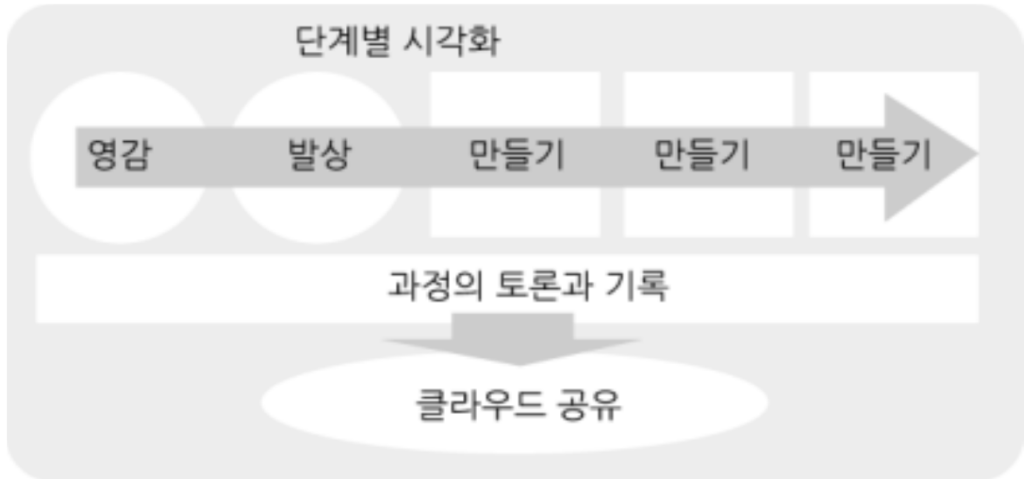 단계별 시각화
영감 발상 만들기 만들기 만들기
과정의 토론과 기록
클라우드 공유